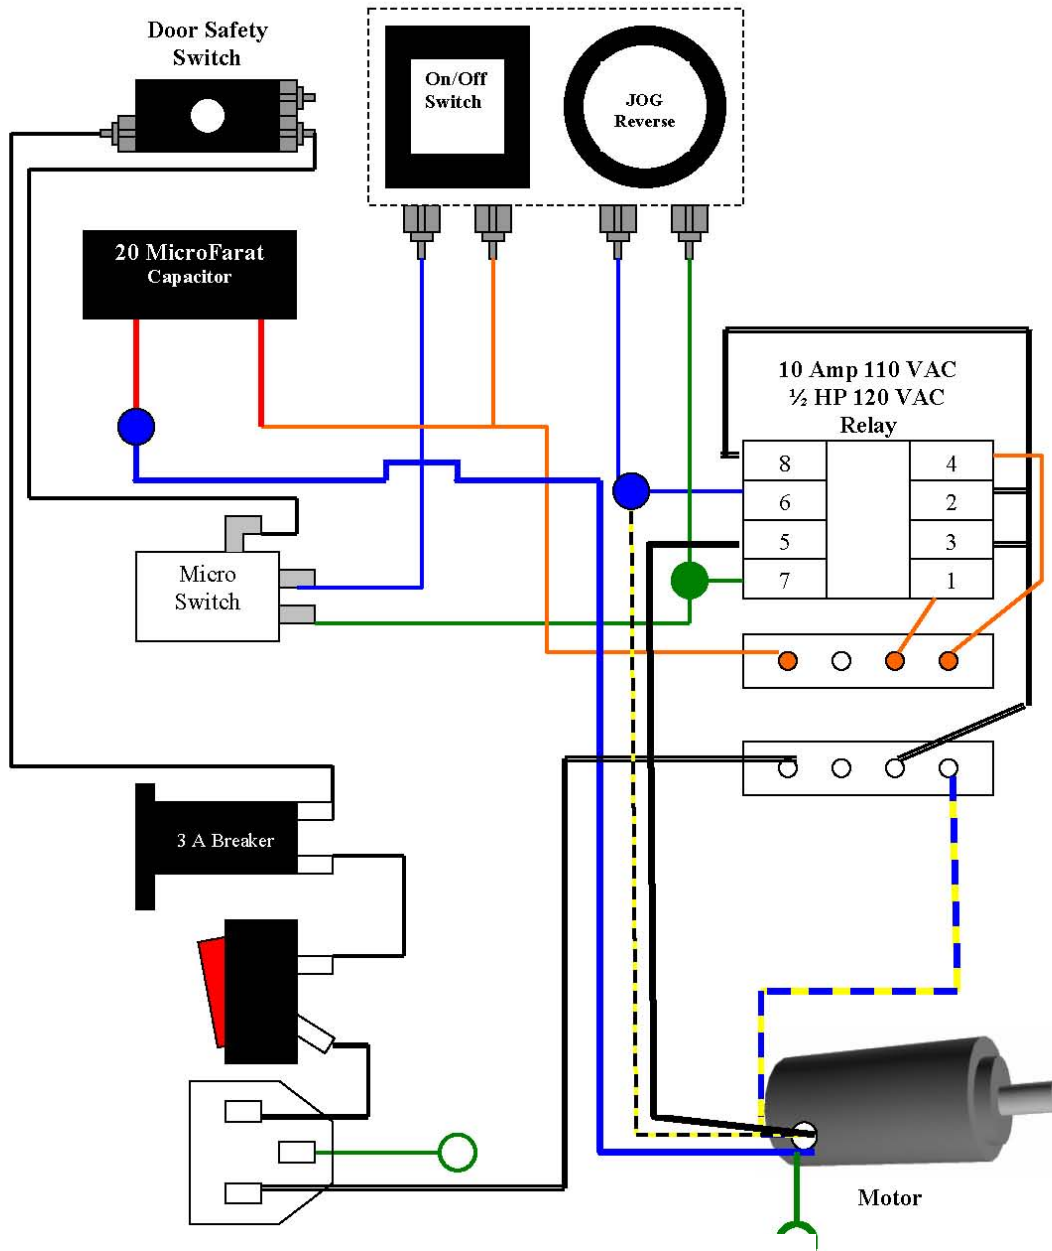 Door Safety
Switch
On/Off
Switch
JOG
Reverse
20 MicroFarat
Capacitor
10 Amp 110 VAC
½ HP 120 VAC
Relay
8
4
6
2
5
3
7
1
Micro
Switch
3 A Breaker
Motor